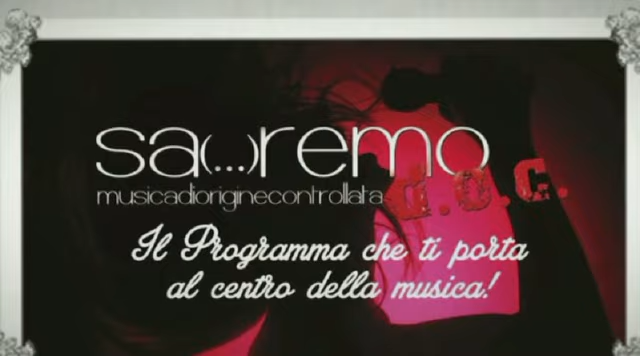 sa(...)remo
musicadioriginecontrollata d.o.c.
Il Programma che ti porta
al centro della musica!